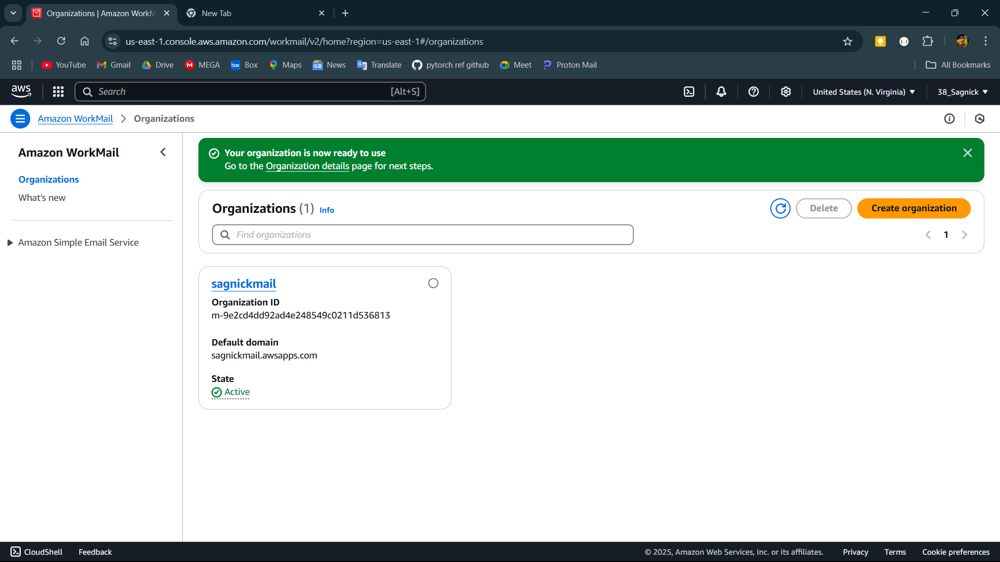 Organizations | Amazon WorkM
New Tab
us-east-1.console.aws.amazon.com/workmail/v2/home?region=us-east-1#/organizations
YouTube
Gmail
Drive
MEGA
box
Box
Maps
News
Translate
pytorch ref github
Meet
Proton Mail
All Bookmarks
aws
Search
[Alt+S]
United States (N. Virginia)
38_Sagnick
Amazon WorkMail
Organizations
Amazon WorkMail
Organizations
What's new
Amazon Simple Email Service
Your organization is now ready to use
Go to the Organization details page for next steps.
Organizations (1) Info
Delete
Create organization
Find organizations
1
sagnickmail
Organization ID
m-9e2cd4dd92ad4e248549c0211d536813
Default domain
sagnickmail.awsapps.com
State
Active
CloudShell
Feedback
© 2025, Amazon Web Services, Inc. or its affiliates.
Privacy
Terms
Cookie preferences